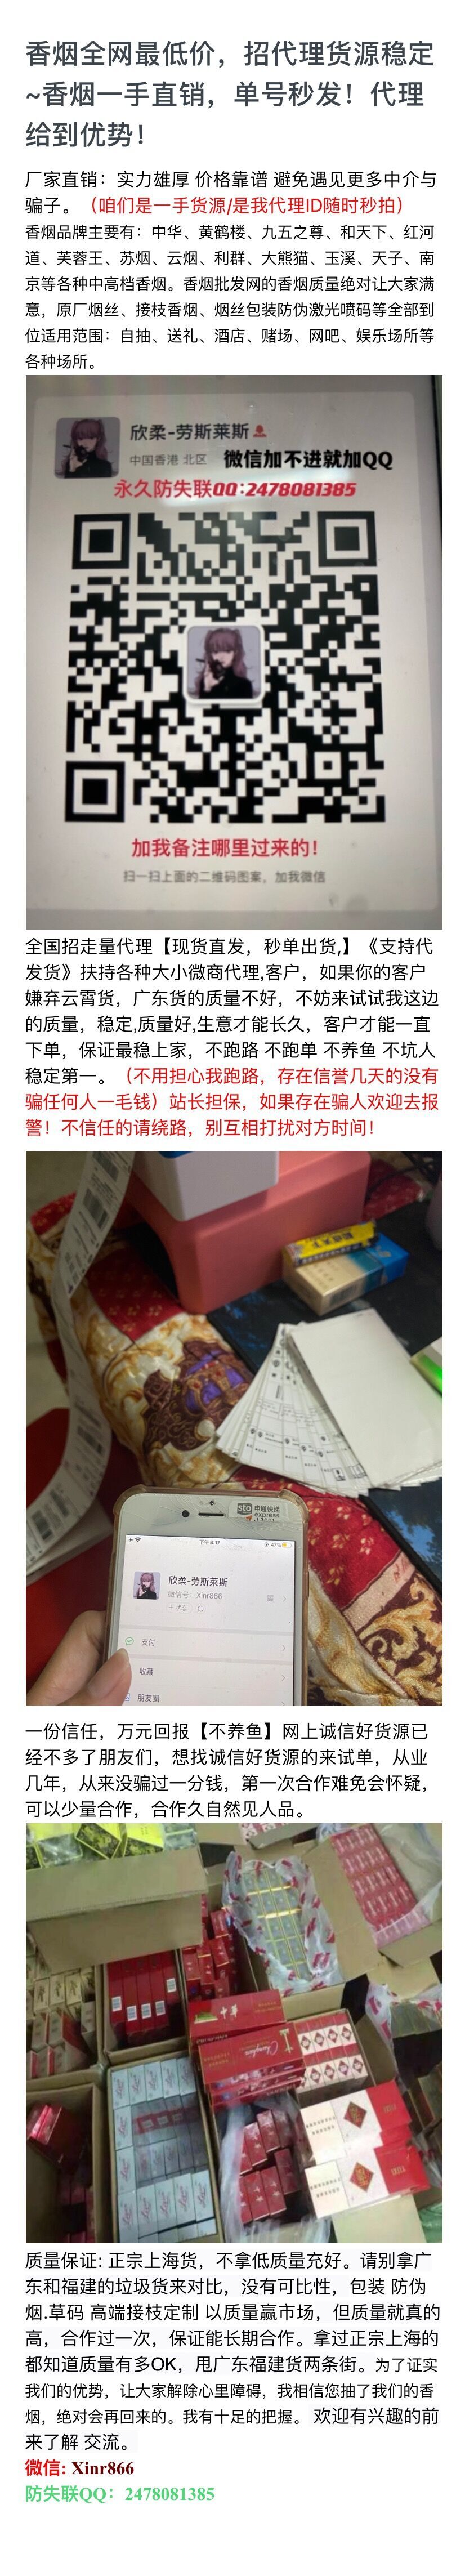 香烟全网最低价，招代理货源稳定
~香烟一手直销，单号秒发！代理
给到优势！
厂家直销：实力雄厚 价格靠谱 避免遇见更多中介与
骗子。（咱们是一手货源/是我代理ID随时秒拍）
香烟品牌主要有：中华、黄鹤楼、九五之尊、和天下、红河
道、芙蓉王、苏烟、云烟、利群、大熊猫、玉溪、天子、南
京等各种中高档香烟。香烟批发网的香烟质量绝对让大家满
意，原厂烟丝、接枝香烟、烟丝包装防伪激光喷码等全部到
位适用范围：自抽、送礼、酒店、赌场、网吧、娱乐场所等
各种场所。
欣柔-劳斯莱斯
中国香港 北区 微信加不进就加QQ
永久防失联QQ:2478081385
加我备注哪里过来的！
扫一扫上面的二维码图案，加我微信
全国招走量代理【现货直发，秒单出货,】《支持代
发货》扶持各种大小微商代理,客户，如果你的客户
嫌弃云霄货，广东货的质量不好，不妨来试试我这边
的质量，稳定,质量好,生意才能长久，客户才能一直
下单，保证最稳上家，不跑路 不跑单 不养鱼 不坑人
稳定第一。（不用担心我跑路，存在信誉几天的没有
骗任何人一毛钱）站长担保，如果存在骗人欢迎去报
警！不信任的请绕路，别互相打扰对方时间！
sto 申通快递
express
下午6:17
47%
欣柔-劳斯莱斯
微信号：Xinr866
+ 状态
支付
收藏
朋友圈
一份信任，万元回报【不养鱼】网上诚信好货源已
经不多了朋友们，想找诚信好货源的来试单，从业
几年，从来没骗过一分钱，第一次合作难免会怀疑，
可以少量合作，合作久自然见人品。
质量保证: 正宗上海货，不拿低质量充好。请别拿广
东和福建的垃圾货来对比，没有可比性，包装 防伪
烟.草码 高端接枝定制 以质量赢市场，但质量就真的
高，合作过一次，保证能长期合作。拿过正宗上海的
都知道质量有多OK，甩广东福建货两条街。为了证实
我们的优势，让大家解除心里障碍，我相信您抽了我们的香
烟，绝对会再回来的。我有十足的把握。 欢迎有兴趣的前
来了解 交流。
微信: Xinr866
防失联QQ：2478081385